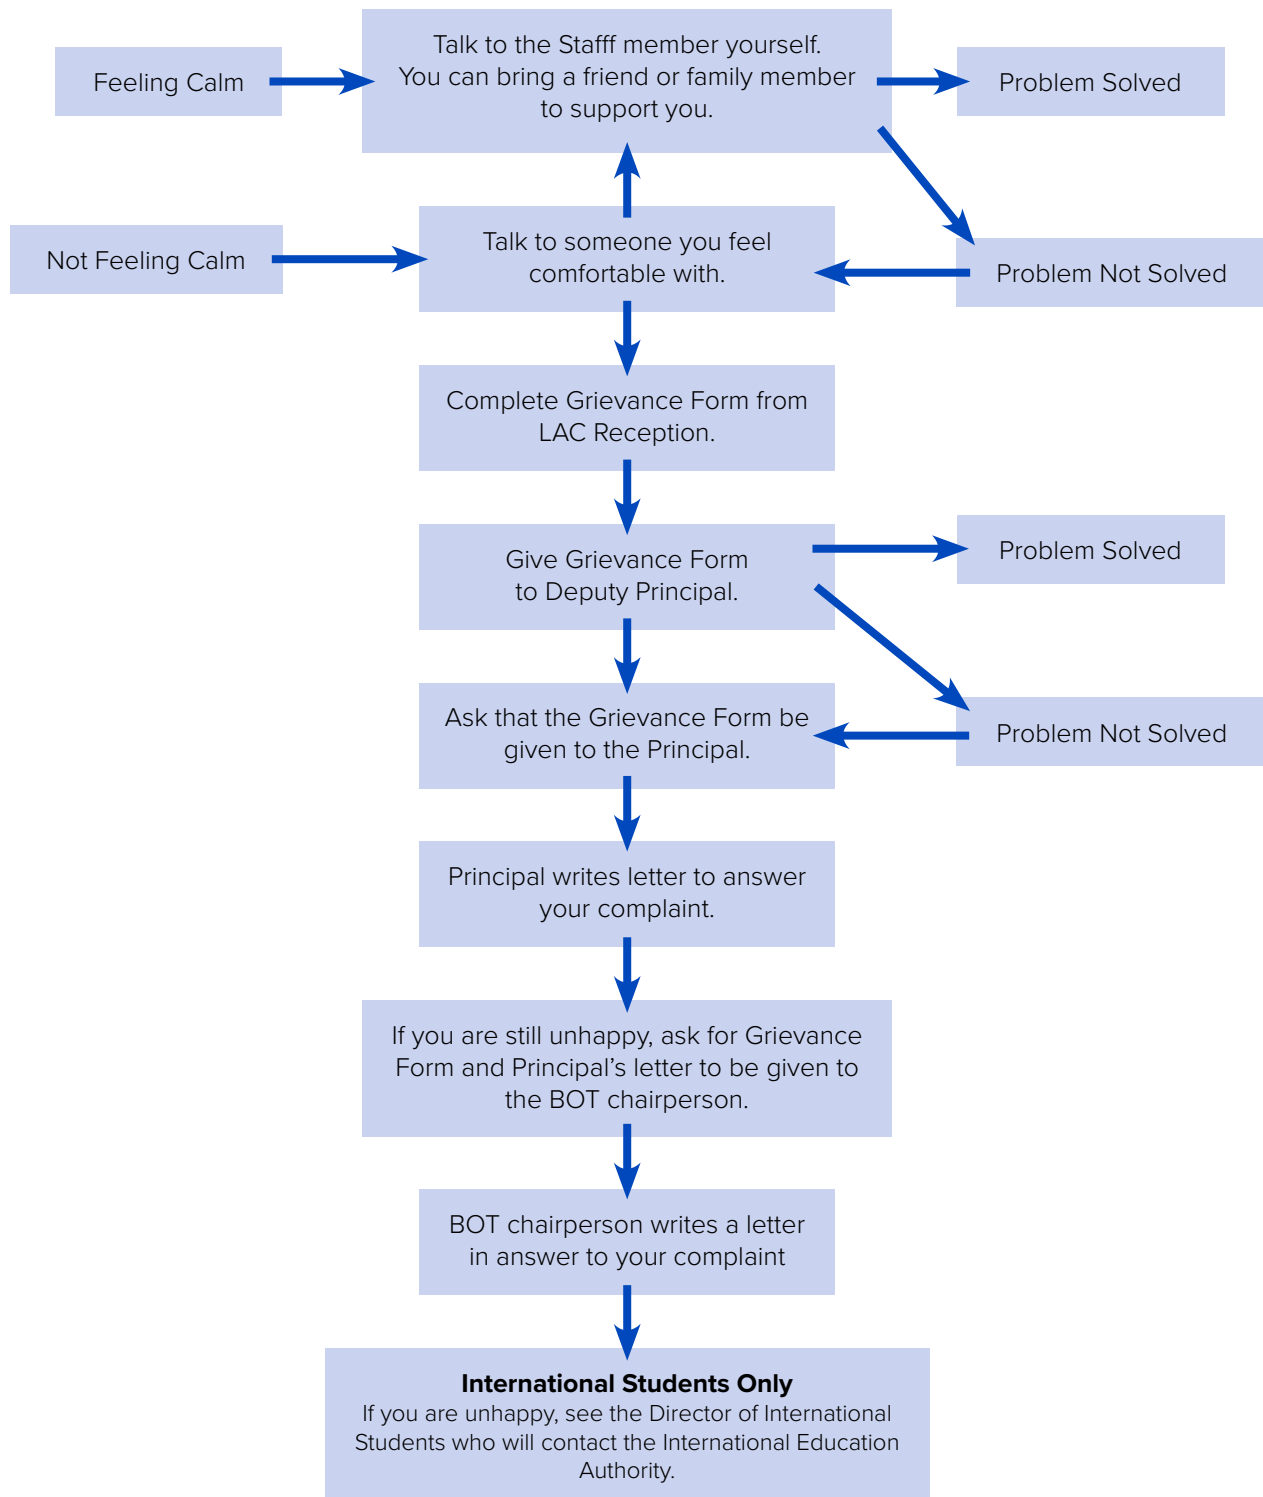 Feeling Calm
Talk to the Stafff member yourself.
You can bring a friend or family member
to support you.
Problem Solved
Not Feeling Calm
Talk to someone you feel
comfortable with.
Problem Not Solved
Complete Grievance Form from
LAC Reception.
Give Grievance Form
to Deputy Principal.
Problem Solved
Ask that the Grievance Form be
given to the Principal.
Problem Not Solved
Principal writes letter to answer
your complaint.
If you are still unhappy, ask for Grievance
Form and Principal’s letter to be given to
the BOT chairperson.
BOT chairperson writes a letter
in answer to your complaint
International Students Only
If you are unhappy, see the Director of International
Students who will contact the International Education
Authority.